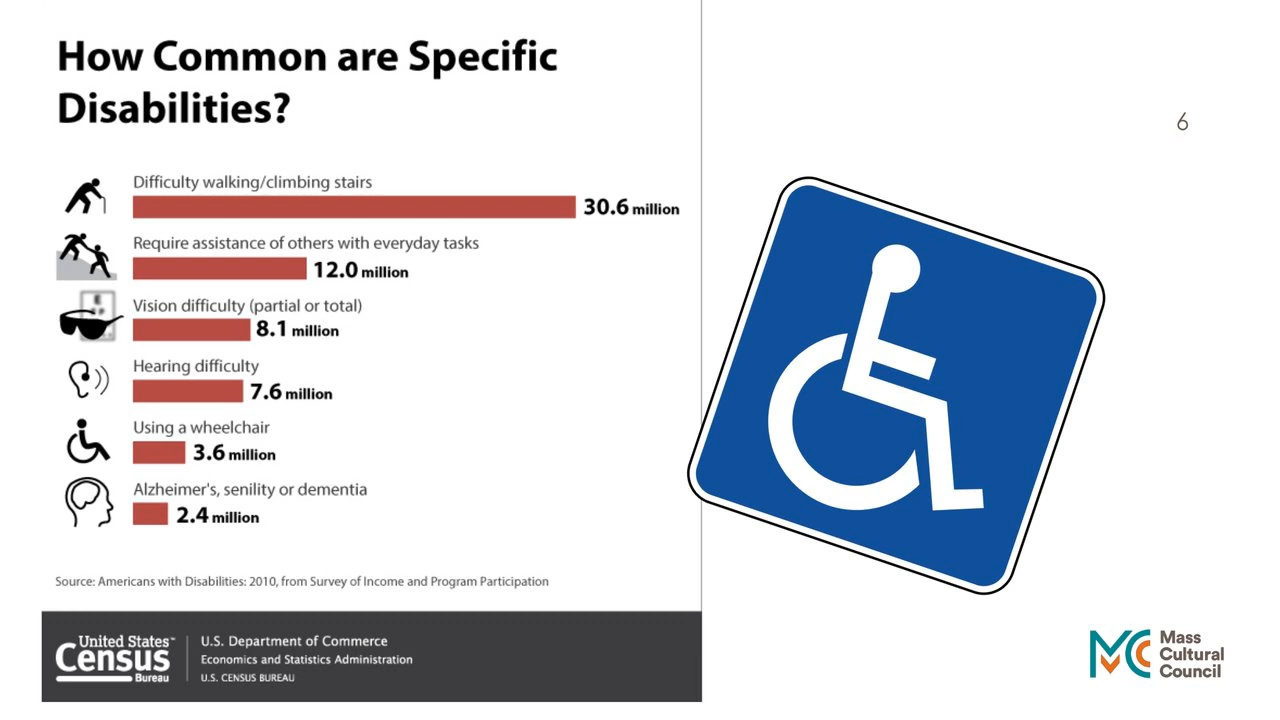 How Common are Specific
Disabilities?
6
Difficulty walking/climbing stairs
30.6 million
Require assistance of others with everyday tasks
12.0 million
Vision difficulty (partial or total)
8.1 million
Hearing difficulty
7.6 million
Using a wheelchair
3.6 million
Alzheimer's, senility or dementia
2.4 million
Source: Americans with Disabilities: 2010, from Survey of Income and Program Participation
United States™
Census
Bureau
U.S. Department of Commerce
Economics and Statistics Administration
U.S. CENSUS BUREAU
MCC
Mass
Cultural
Council